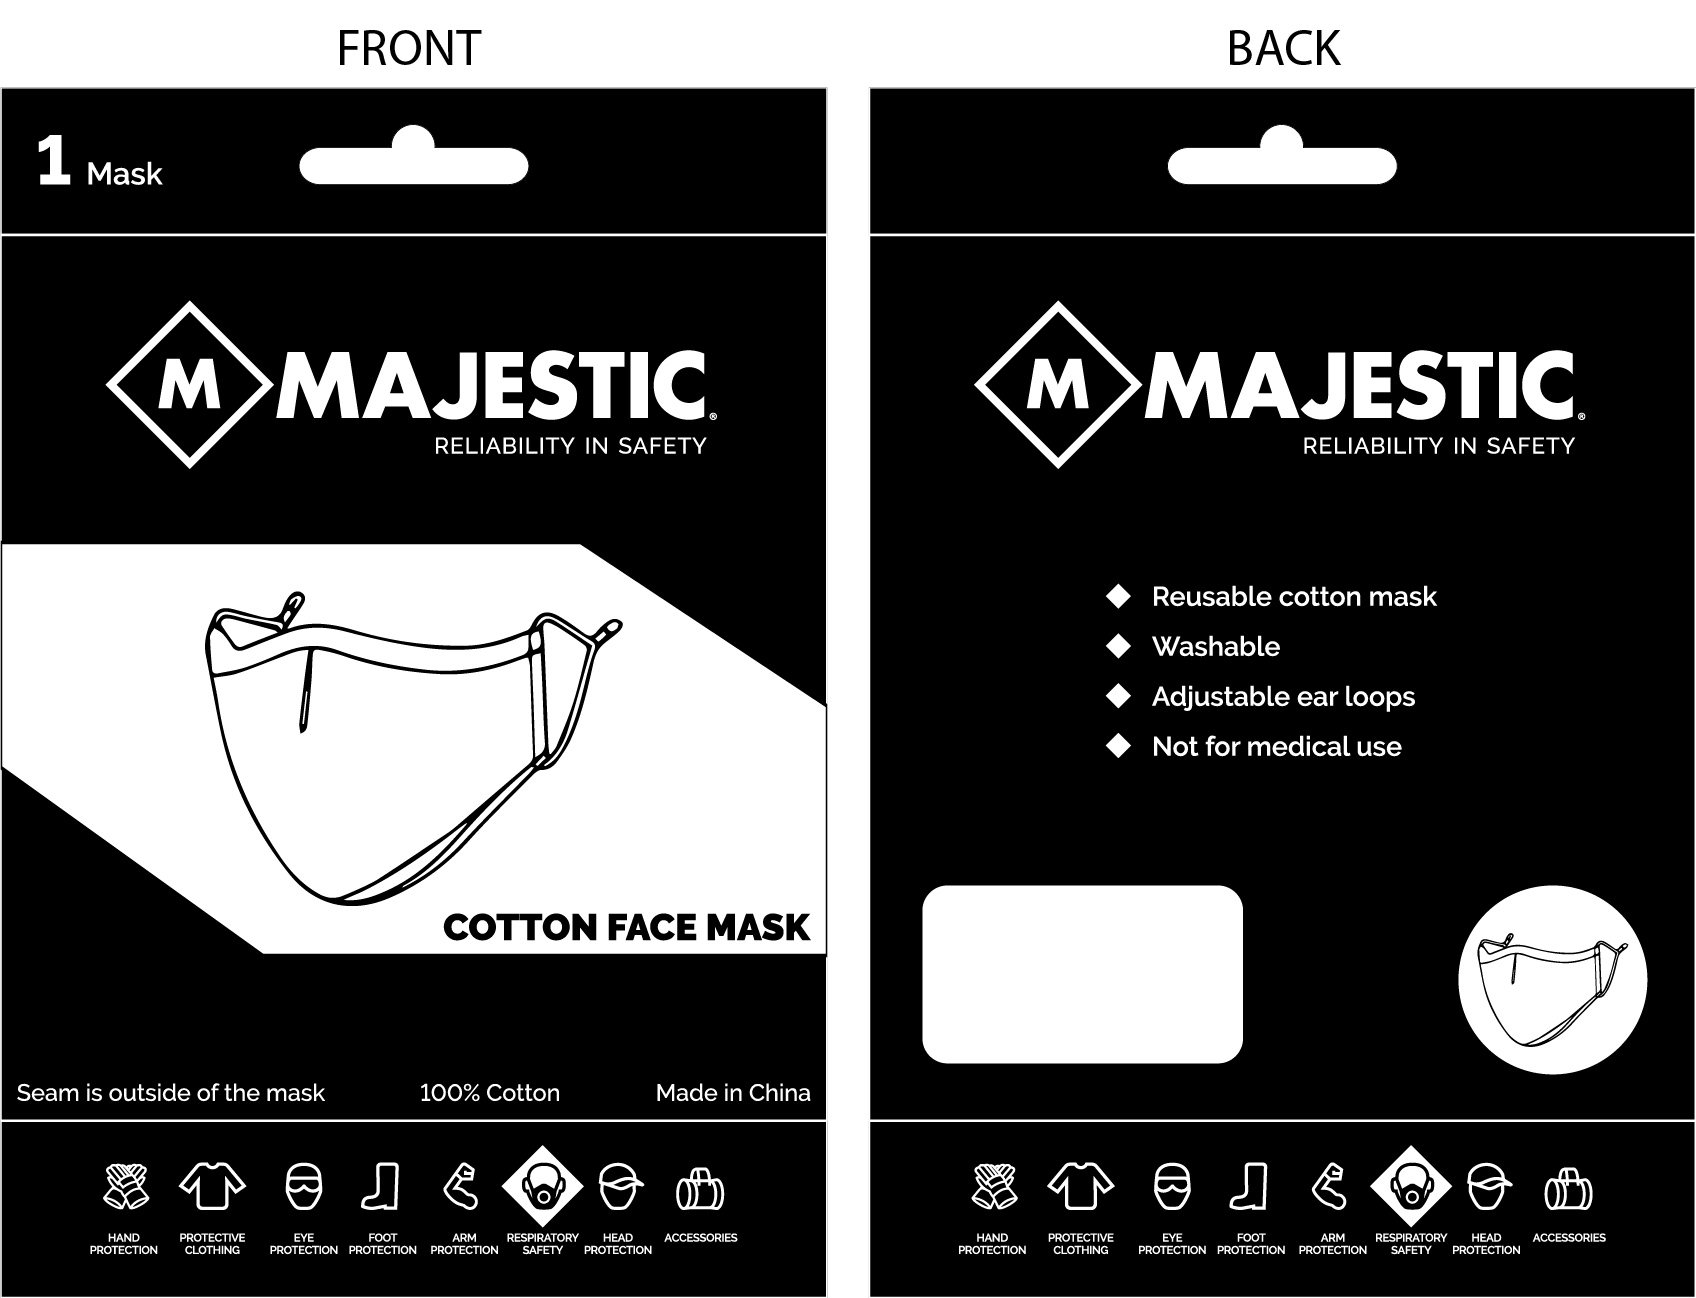 FRONT
1 Mask
M MAJESTIC®
RELIABILITY IN SAFETY
COTTON FACE MASK
Seam is outside of the mask 100% Cotton Made in China
HAND
PROTECTION
PROTECTIVE
CLOTHING
EYE
PROTECTION
FOOT
PROTECTION
ARM
PROTECTION
RESPIRATORY
SAFETY
HEAD
PROTECTION
ACCESSORIES
BACK
M MAJESTIC®
RELIABILITY IN SAFETY
Reusable cotton mask
Washable
Adjustable ear loops
Not for medical use
HAND
PROTECTION
PROTECTIVE
CLOTHING
EYE
PROTECTION
FOOT
PROTECTION
ARM
PROTECTION
RESPIRATORY
SAFETY
HEAD
PROTECTION
ACCESSORIES